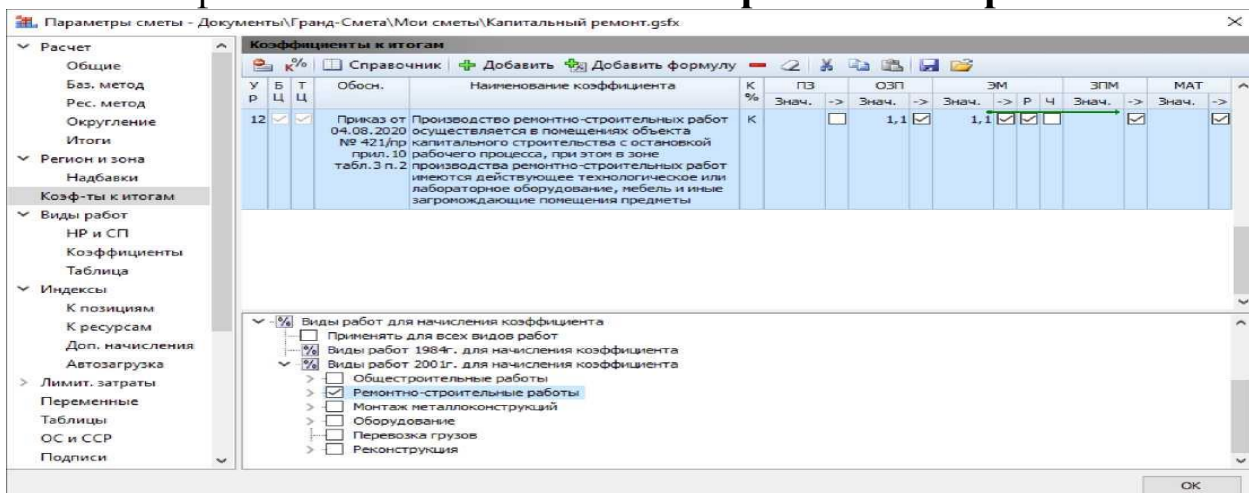 Параметры сметы - Документы\Гранд-Смета\Мои сметы\Капитальный ремонт.gsfx
Расчет
Общие
Баз. метод
Рес. метод
Округление
Итоги
Регион и зона
Надбавки
Коэф-ты к итогам
Виды работ
НР и СП
Коэффициенты
Таблица
Индексы
К позициям
К ресурсам
Доп. начисления
Автозагрузка
Лимит. затраты
Переменные
Таблицы
ОС и ССР
Подписи
Коэффициенты к итогам
К% Справочник Добавить Добавить формулу
У Р Б Ц Т Ц Обосн. Наименование коэффициента К % ПЗ ОЗП ЭМ ЗПМ МАТ
Знач. -> Знач. -> Знач. -> Р Ч Знач. -> Знач. ->
12 Приказ от Производство ремонтно-строительных работ К 1,1 1,1
04.08.2020 осуществляется в помещениях объекта
№ 421/пр капитального строительства с остановкой
прил. 10 рабочего процесса, при этом в зоне
табл.3 п.2 производства ремонтно-строительных работ
имеются действующее технологическое или
лабораторное оборудование, мебель и иные
загромождающие помещения предметы
% Виды работ для начисления коэффициента
Применять для всех видов работ
% Виды работ 1984г. для начисления коэффициента
% Виды работ 2001г. для начисления коэффициента
Общестроительные работы
Ремонтно-строительные работы
Монтаж металлоконструкций
Оборудование
Перевозка грузов
Реконструкция
ОК